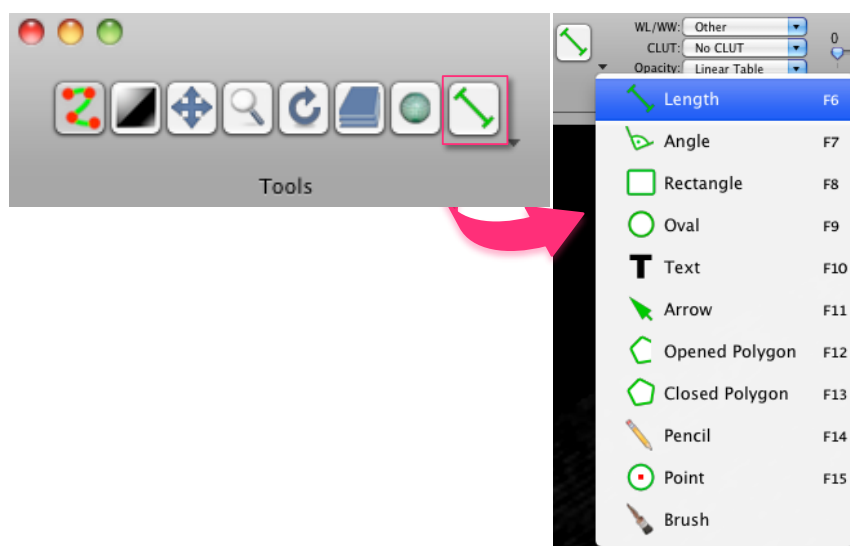 Tools
WL/WW: Other
CLUT: No CLUT
Opacity: Linear Table
0
Length F6
Angle F7
Rectangle F8
Oval F9
Text F10
Arrow F11
Opened Polygon F12
Closed Polygon F13
Pencil F14
Point F15
Brush